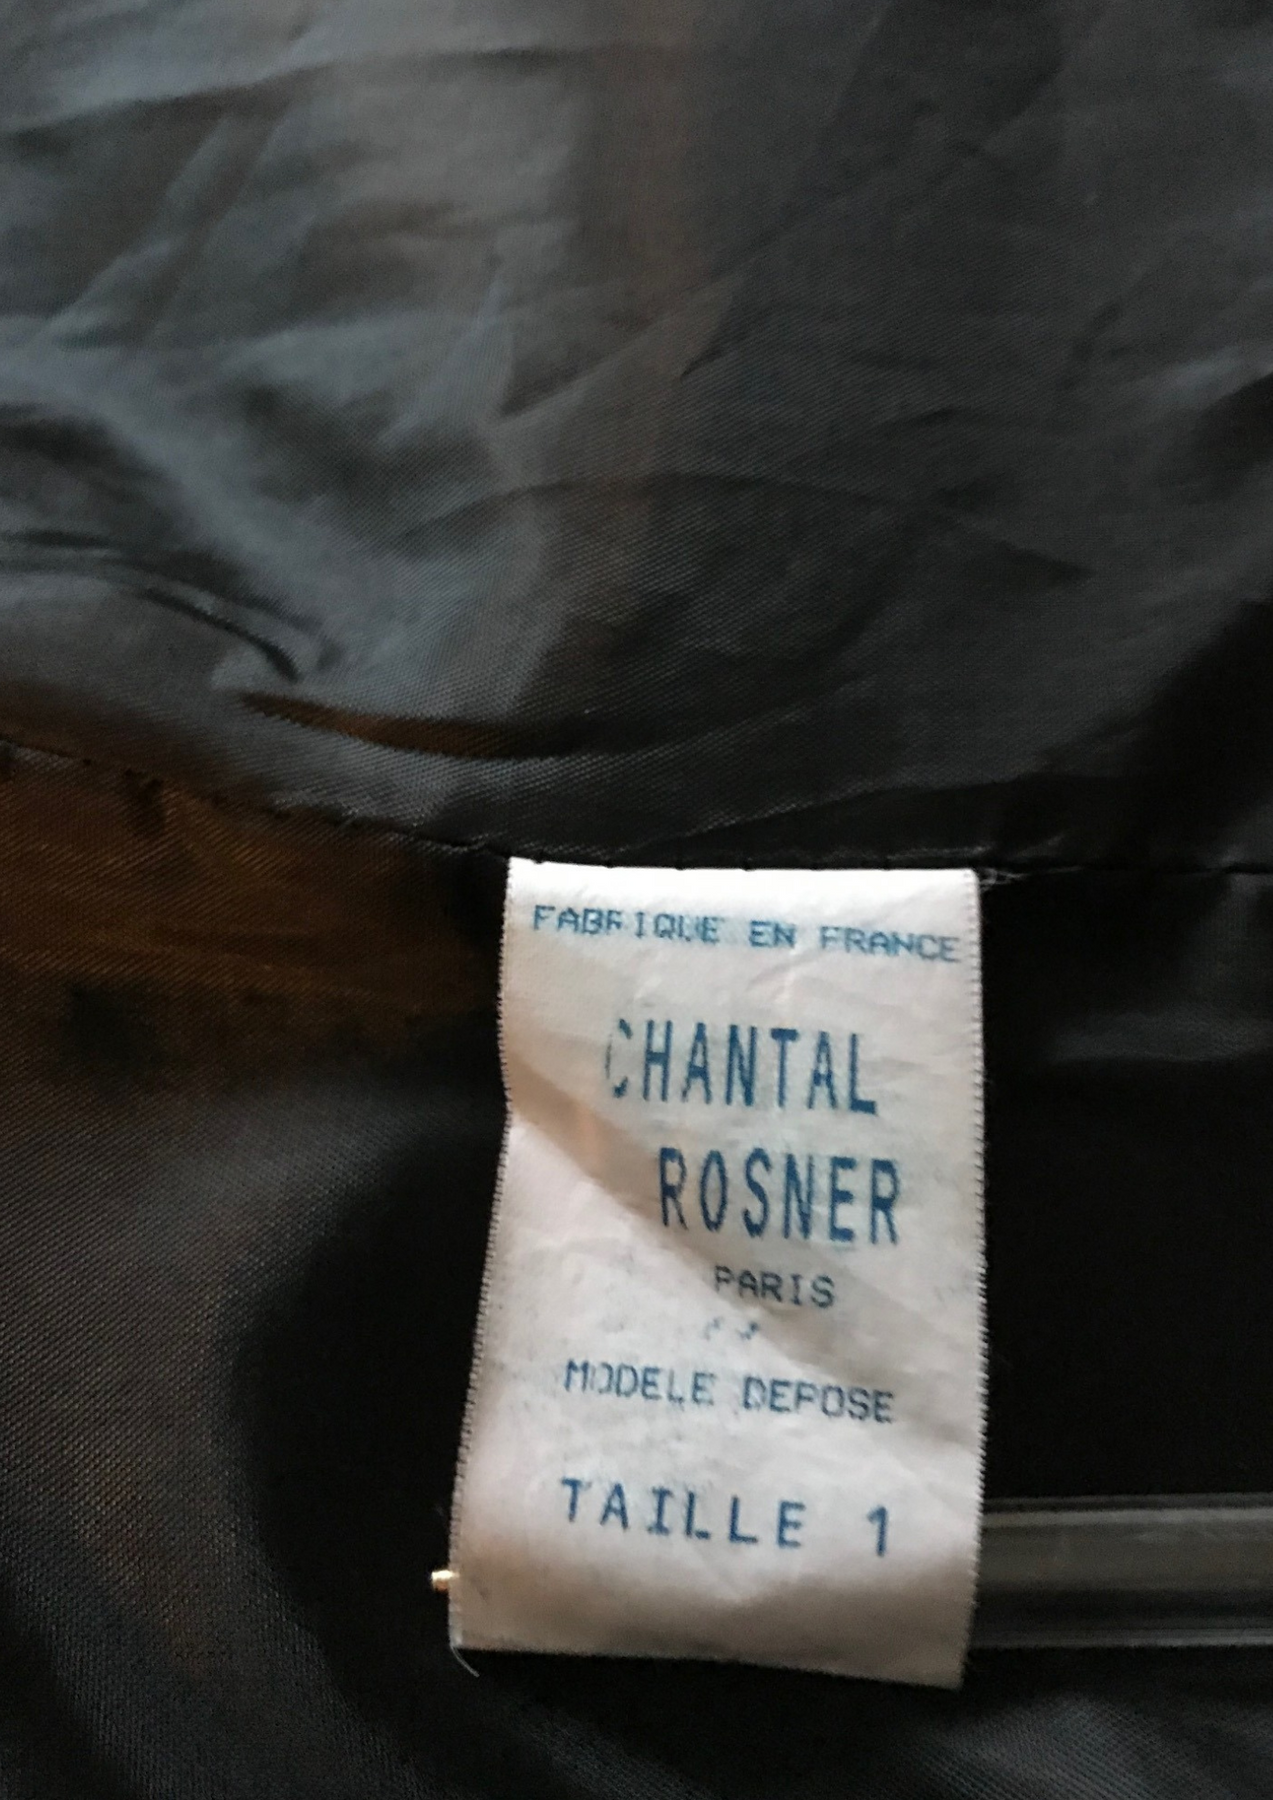 FABRIQUE EN FRANCE
CHANTAL
ROSNER
PARIS
MODELE DEPOSE
TAILLE 1